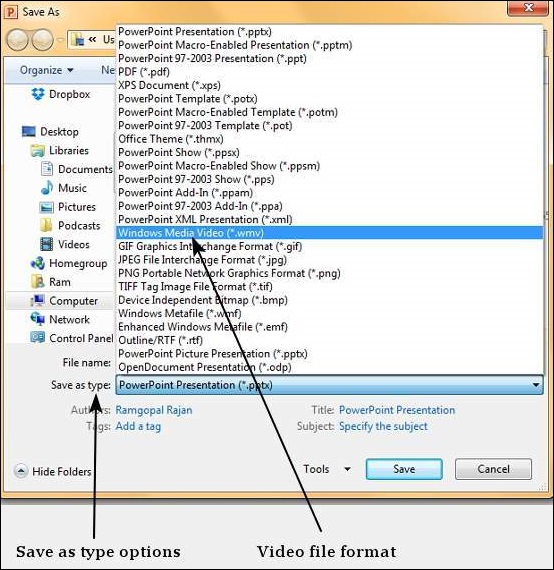 Save As
« Us
Organize
Ne
Dropbox
Desktop
Libraries
Documents
Music
Pictures
Podcasts
Videos
Homegroup
Ram
Computer
Network
Control Panel
PowerPoint Presentation (*.pptx)
PowerPoint Macro-Enabled Presentation (*.pptm)
PowerPoint 97-2003 Presentation (*.ppt)
PDF (*.pdf)
XPS Document (*.xps)
PowerPoint Template (*.potx)
PowerPoint Macro-Enabled Template (*.potm)
PowerPoint 97-2003 Template (*.pot)
Office Theme (*.thmx)
PowerPoint Show (*.ppsx)
PowerPoint Macro-Enabled Show (*.ppsm)
PowerPoint 97-2003 Show (*.pps)
PowerPoint Add-In (*.ppam)
PowerPoint 97-2003 Add-In (*.ppa)
PowerPoint XML Presentation (*.xml)
Windows Media Video (*.wmv)
GIF Graphics Interchange Format (*.gif)
JPEG File Interchange Format (*.jpg)
PNG Portable Network Graphics Format (*.png)
TIFF Tag Image File Format (*.tif)
Device Independent Bitmap (*.bmp)
Windows Metafile (*.wmf)
Enhanced Windows Metafile (*.emf)
Outline/RTF (*.rtf)
PowerPoint Picture Presentation (*.pptx)
OpenDocument Presentation (*.odp)
File name:
Save as type: PowerPoint Presentation (*.pptx)
Authors: Ramgopal Rajan Title: PowerPoint Presentation
Tags: Add a tag Subject: Specify the subject
Hide Folders Tools Save Cancel
Save as type options Video file format